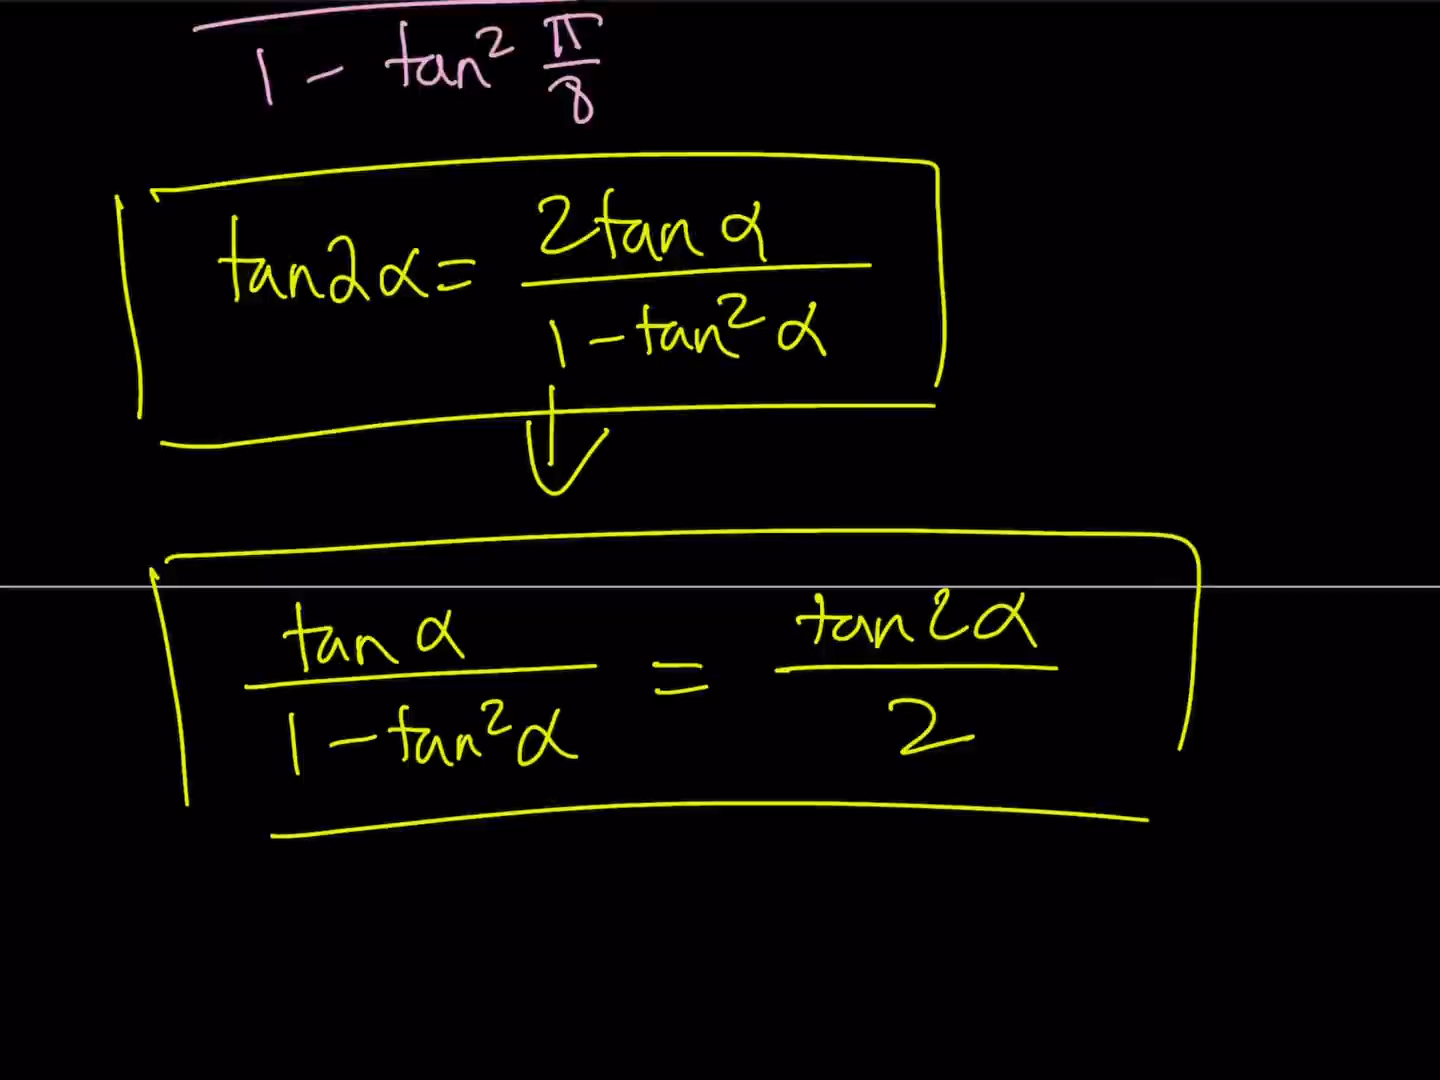 1 - tan² π/8
tan2α = 2tanα / 1 - tan²α
tanα / 1 - tan²α = tan2α / 2